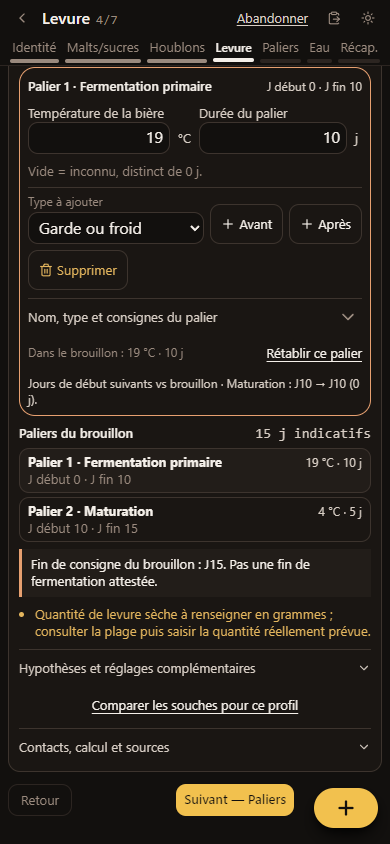 Levure 4/7
Abandonner
Identité Malts/sucres Houblons Levure Paliers Eau Récap.
Palier 1 · Fermentation primaire J début 0 · J fin 10
Température de la bière Durée du palier
19 °C 10 j
Vide = inconnu, distinct de 0 j.
Type à ajouter
Garde ou froid + Avant + Après
Supprimer
Nom, type et consignes du palier
Dans le brouillon : 19 °C · 10 j Rétablir ce palier
Jours de début suivants vs brouillon · Maturation : J10 → J10 (0
j).
Paliers du brouillon 15 j indicatifs
Palier 1 · Fermentation primaire 19 °C · 10 j
J début 0 · J fin 10
Palier 2 · Maturation 4 °C · 5 j
J début 10 · J fin 15
Fin de consigne du brouillon : J15. Pas une fin de
fermentation attestée.
• Quantité de levure sèche à renseigner en grammes ;
consulter la plage puis saisir la quantité réellement prévue.
Hypothèses et réglages complémentaires
Comparer les souches pour ce profil
Contacts, calcul et sources
Retour Suivant — Paliers +